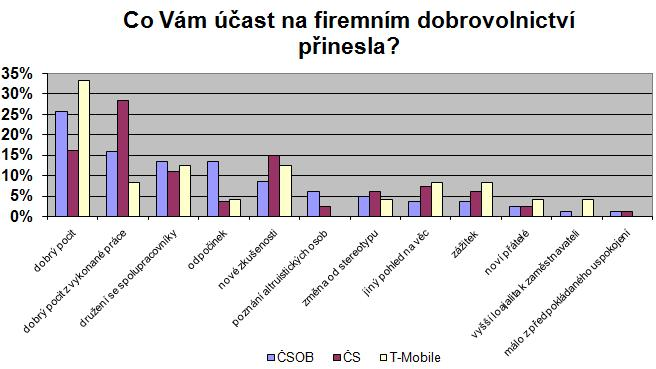 Co Vám účast na firemním dobrovolnictví
přinesla?
35%
30%
25%
20%
15%
10%
5%
0%
dobrý pocit
dobrý pocit z vykonané práce
družení se spolupracovníky
odpočinek
nové zkušenosti
poznání altruistických osob
změna od stereotypu
jiný pohled na věc
zážitek
noví přátelé
vyšší loajalita k zaměstnavateli
málo z předpokládaného uspokojení
ČSOB
ČS
T-Mobile